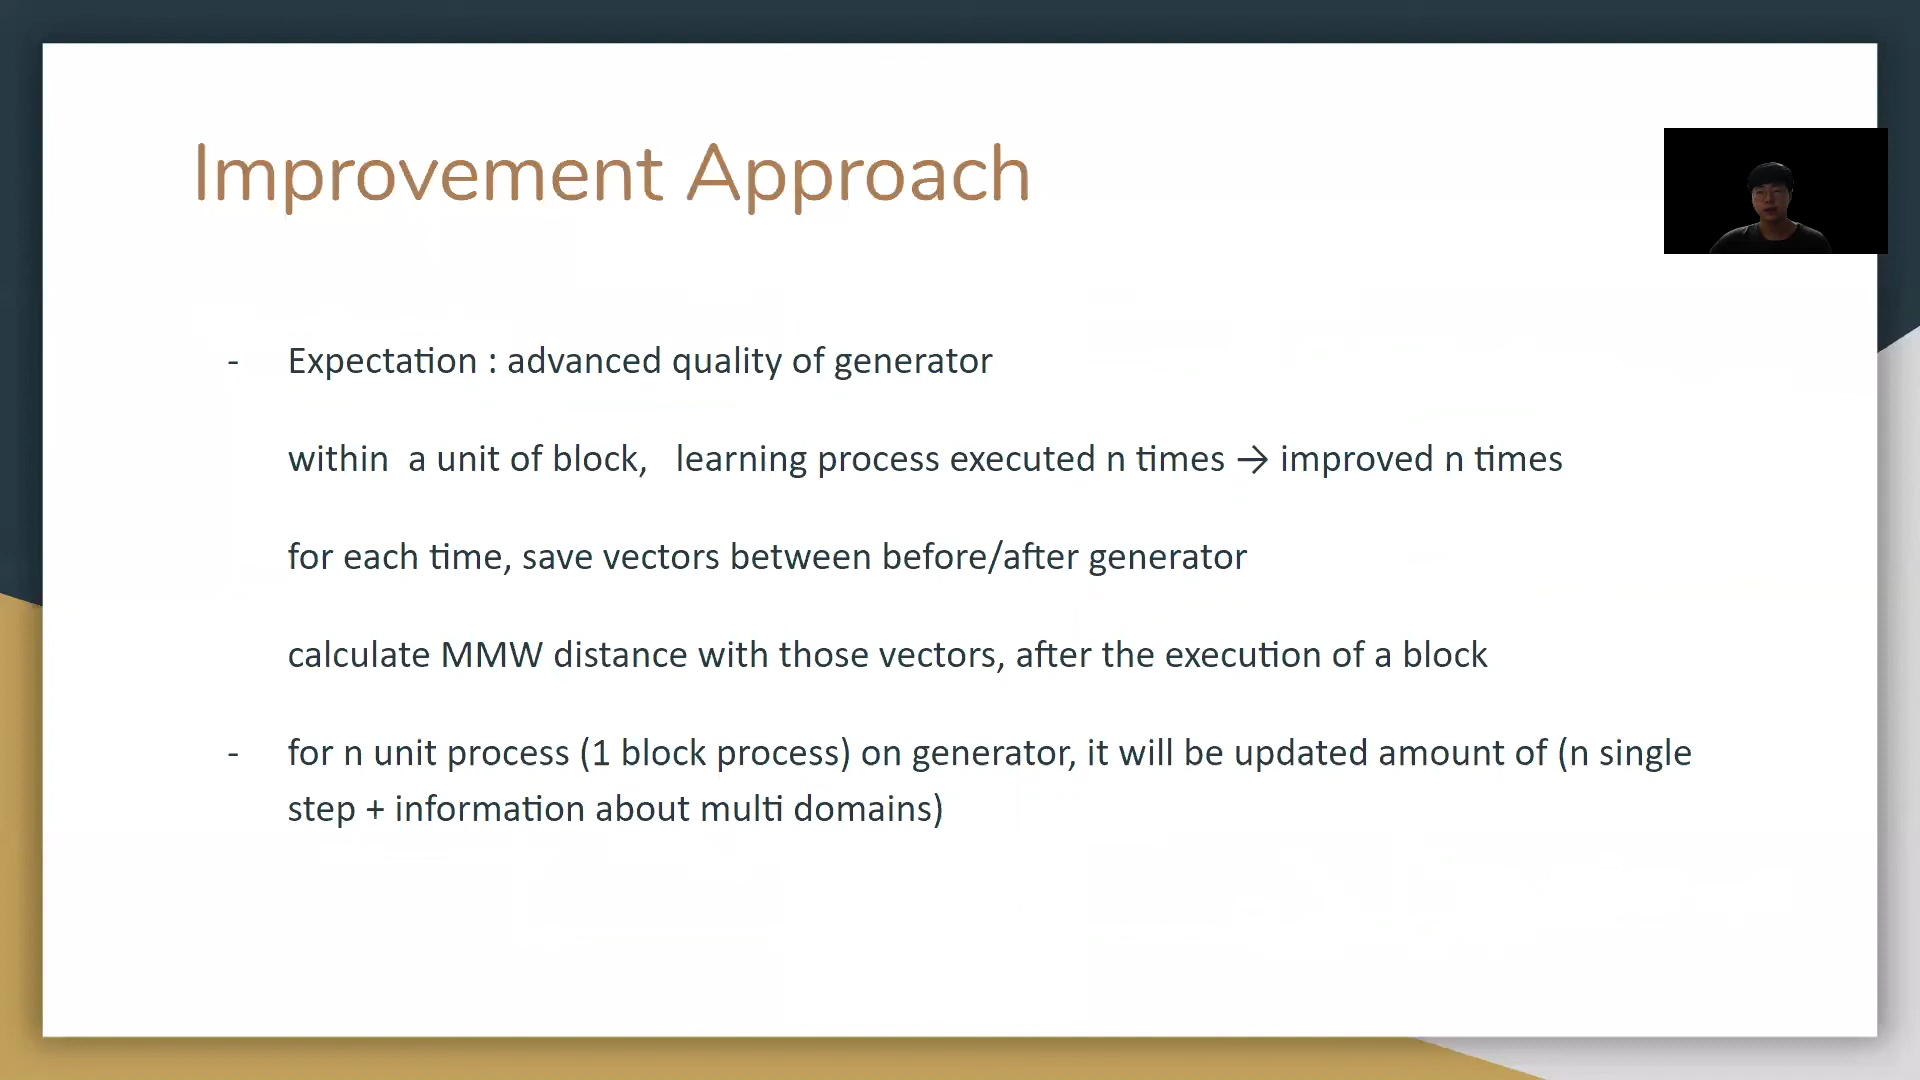 Improvement Approach
- Expectation : advanced quality of generator
within a unit of block, learning process executed n times → improved n times
for each time, save vectors between before/after generator
calculate MMW distance with those vectors, after the execution of a block
- for n unit process (1 block process) on generator, it will be updated amount of (n single
step + information about multi domains)